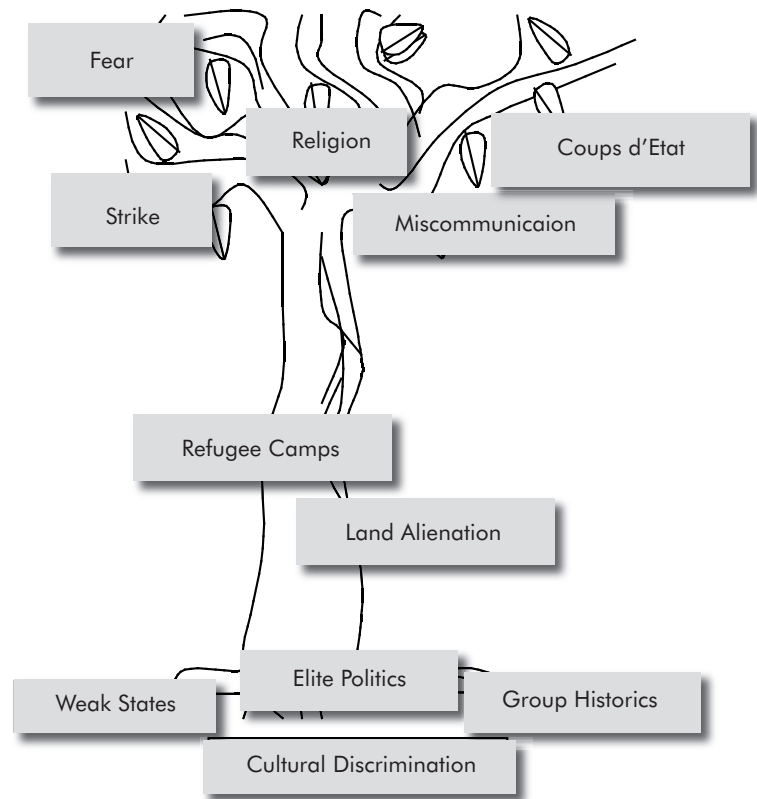 Fear
Religion
Coups d'Etat
Strike
Miscommunicaion
Refugee Camps
Land Alienation
Elite Politics
Weak States
Group Historics
Cultural Discrimination